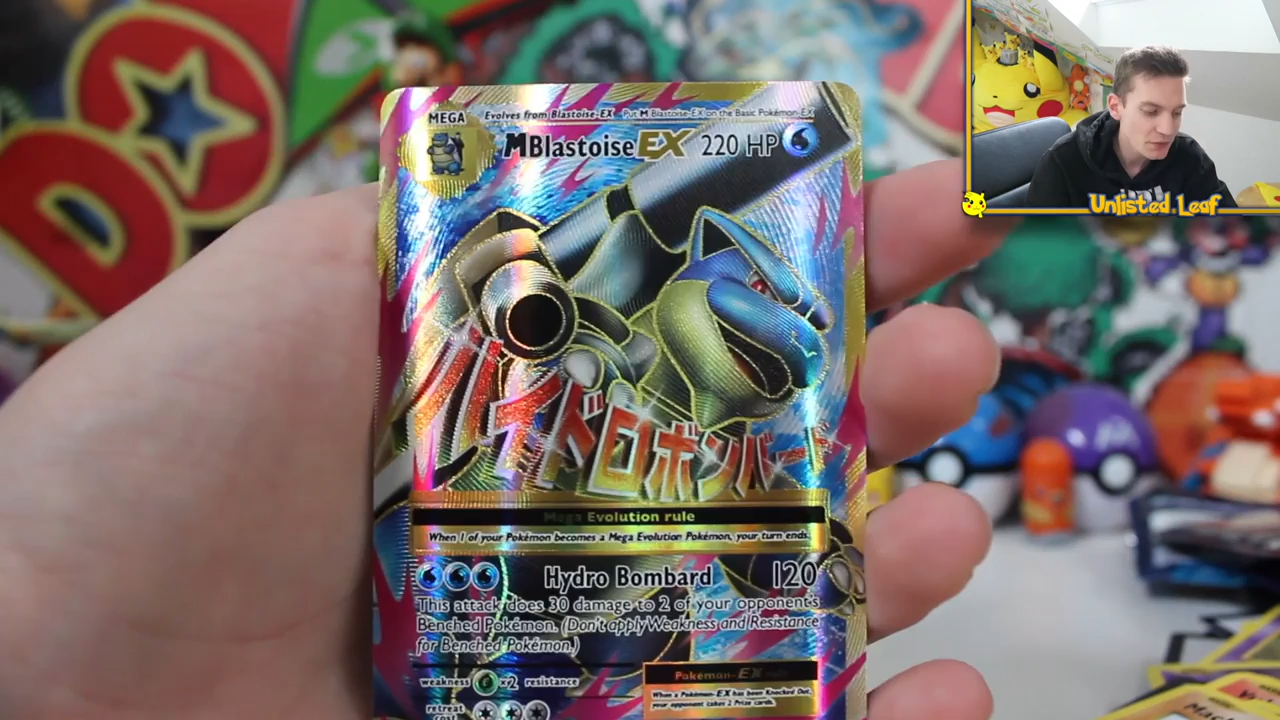 MEGA
Evolves from Blastoise-EX Put M Blastoise-EX on the Basic Pokémon-EX
MBlastoise EX 220 HP
Unlisted Leaf
D
ハイドロボンバード
Mega Evolution rule
When 1 of your Pokémon becomes a Mega Evolution Pokémon, your turn ends.
Hydro Bombard 120
This attack does 30 damage to 2 of your opponent's
Benched Pokémon. (Don't apply Weakness and Resistance
for Benched Pokémon.)
weakness ×2 resistance
Pokémon-EX
When a Pokémon-EX has been Knocked Out,
your opponent takes 2 Prize cards.
retreat
cost